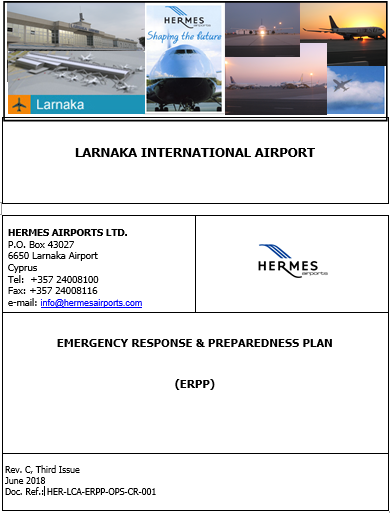 HERMES
airports
Shaping the future
Larnaka
LARNAKA INTERNATIONAL AIRPORT
HERMES AIRPORTS LTD.
P.O. Box 43027
6650 Larnaka Airport
Cyprus
Tel: +357 24008100
Fax: +357 24008116
e-mail: info@hermesairports.com
HERMES
airports
EMERGENCY RESPONSE & PREPAREDNESS PLAN
(ERPP)
Rev. C, Third Issue
June 2018
Doc. Ref.: HER-LCA-ERPP-OPS-CR-001